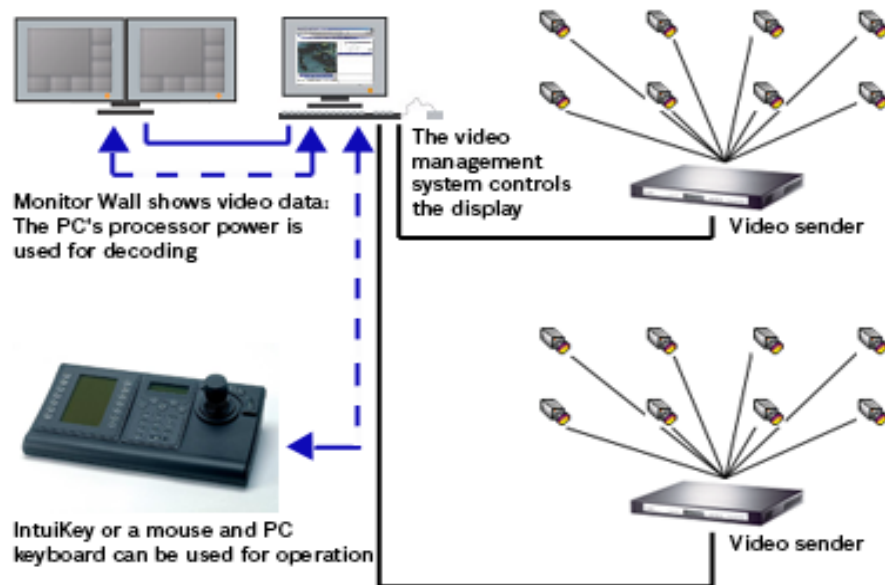 The video
management
system controls
the display
Monitor Wall shows video data:
The PC's processor power is
used for decoding
Video sender
IntuiKey or a mouse and PC
keyboard can be used for operation
Video sender